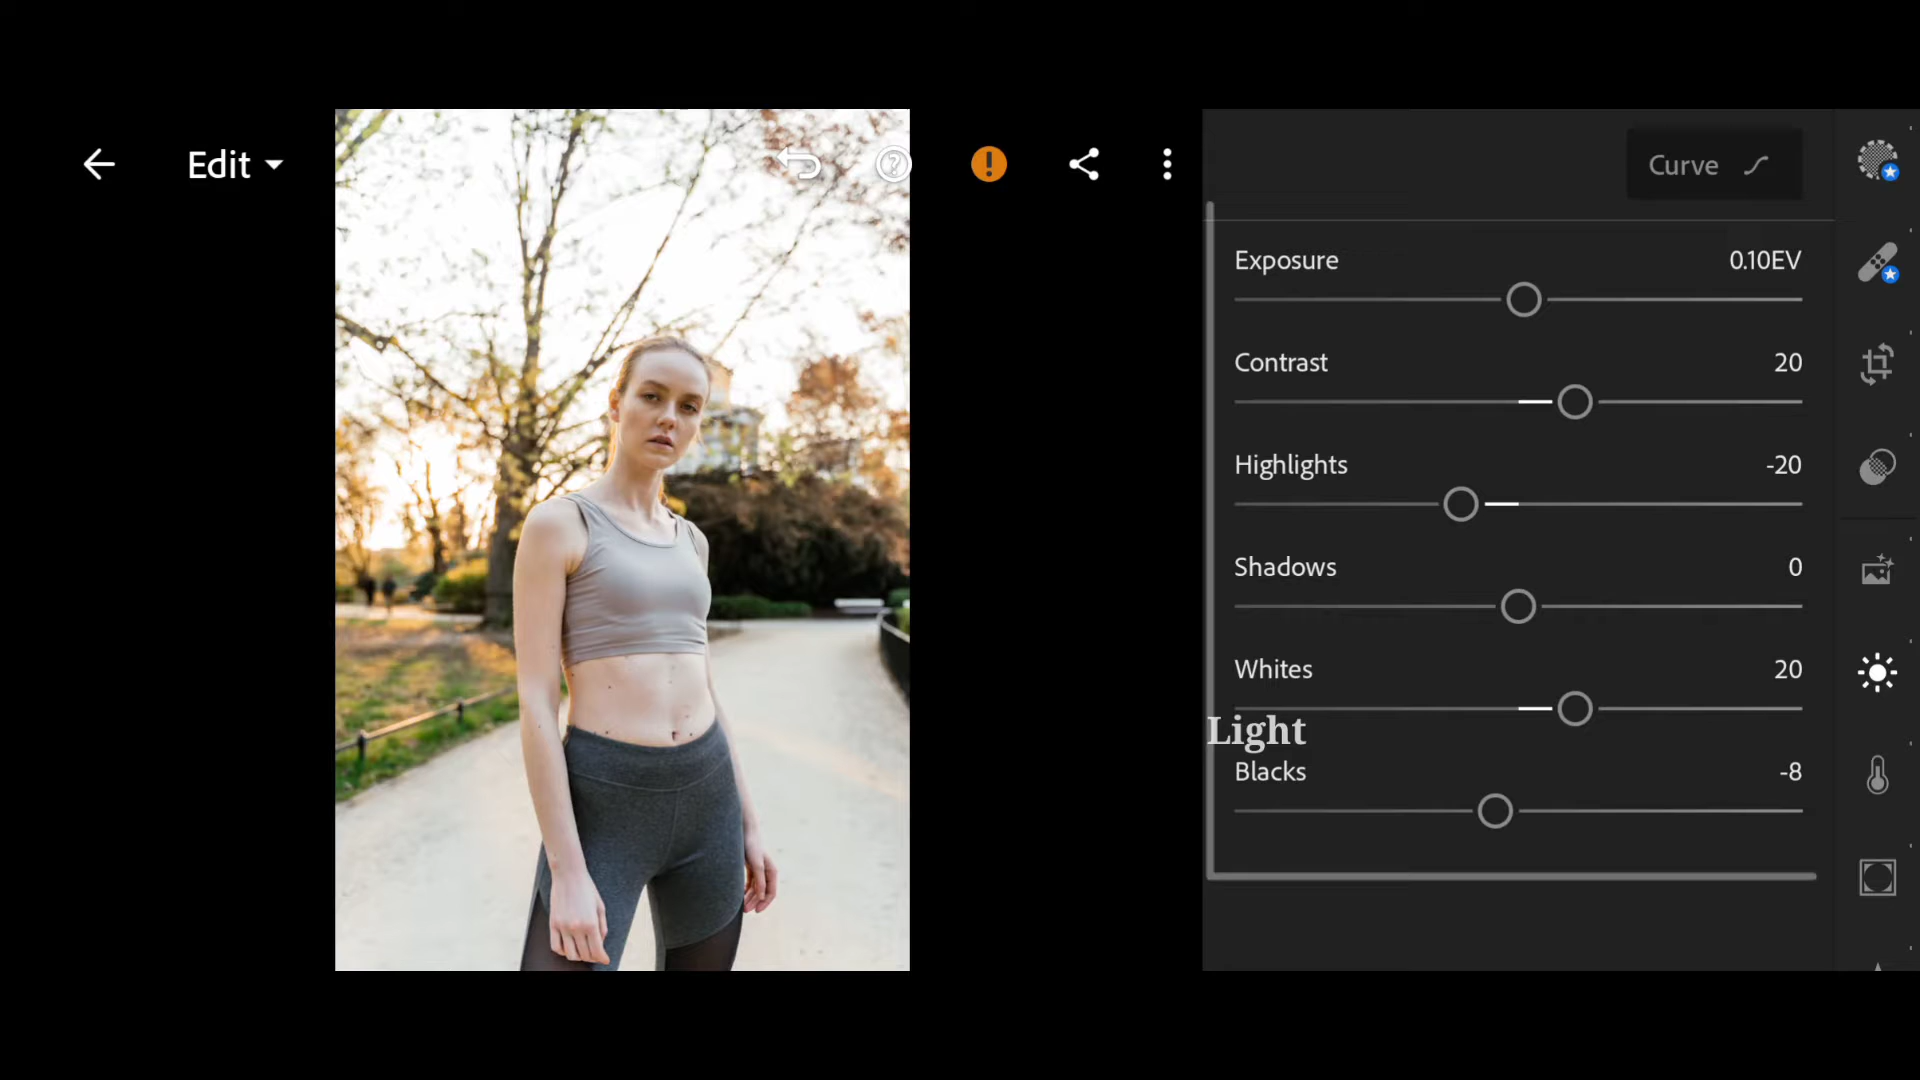 Edit
Curve
Exposure 0.10EV
Contrast 20
Highlights -20
Shadows 0
Whites 20
Light
Blacks -8